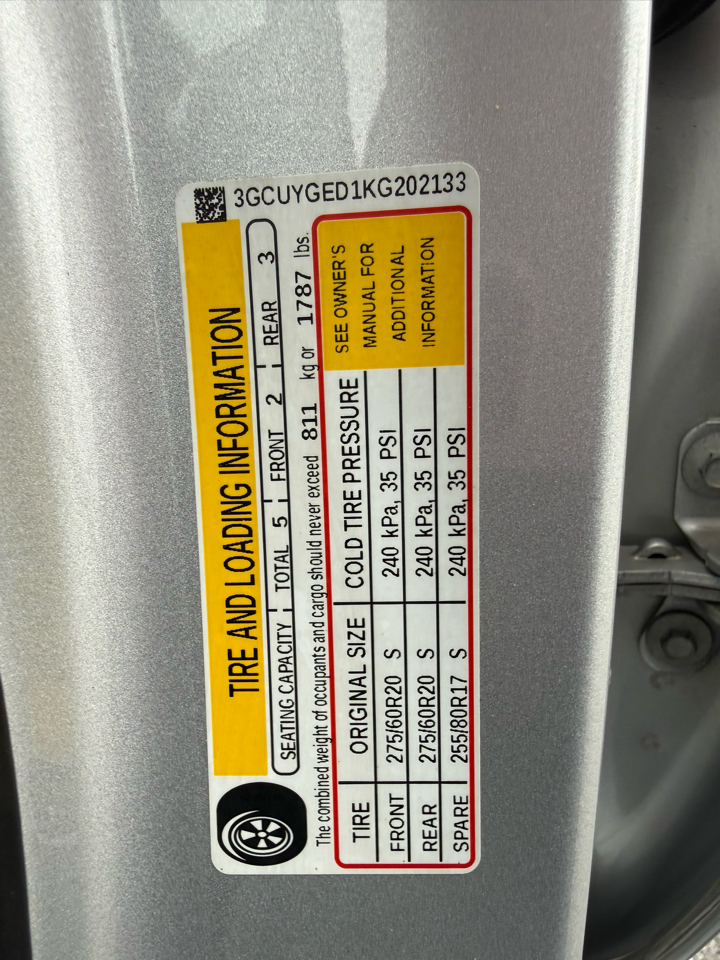 3GCUYGED1KG202133
TIRE AND LOADING INFORMATION
SEATING CAPACITY TOTAL 5 FRONT 2 REAR 3
The combined weight of occupants and cargo should never exceed 811 kg or 1787 lbs.
TIRE ORIGINAL SIZE COLD TIRE PRESSURE
FRONT 275/60R20 S 240 kPa, 35 PSI
REAR 275/60R20 S 240 kPa, 35 PSI
SPARE 255/80R17 S 240 kPa, 35 PSI
SEE OWNER'S
MANUAL FOR
ADDITIONAL
INFORMATION